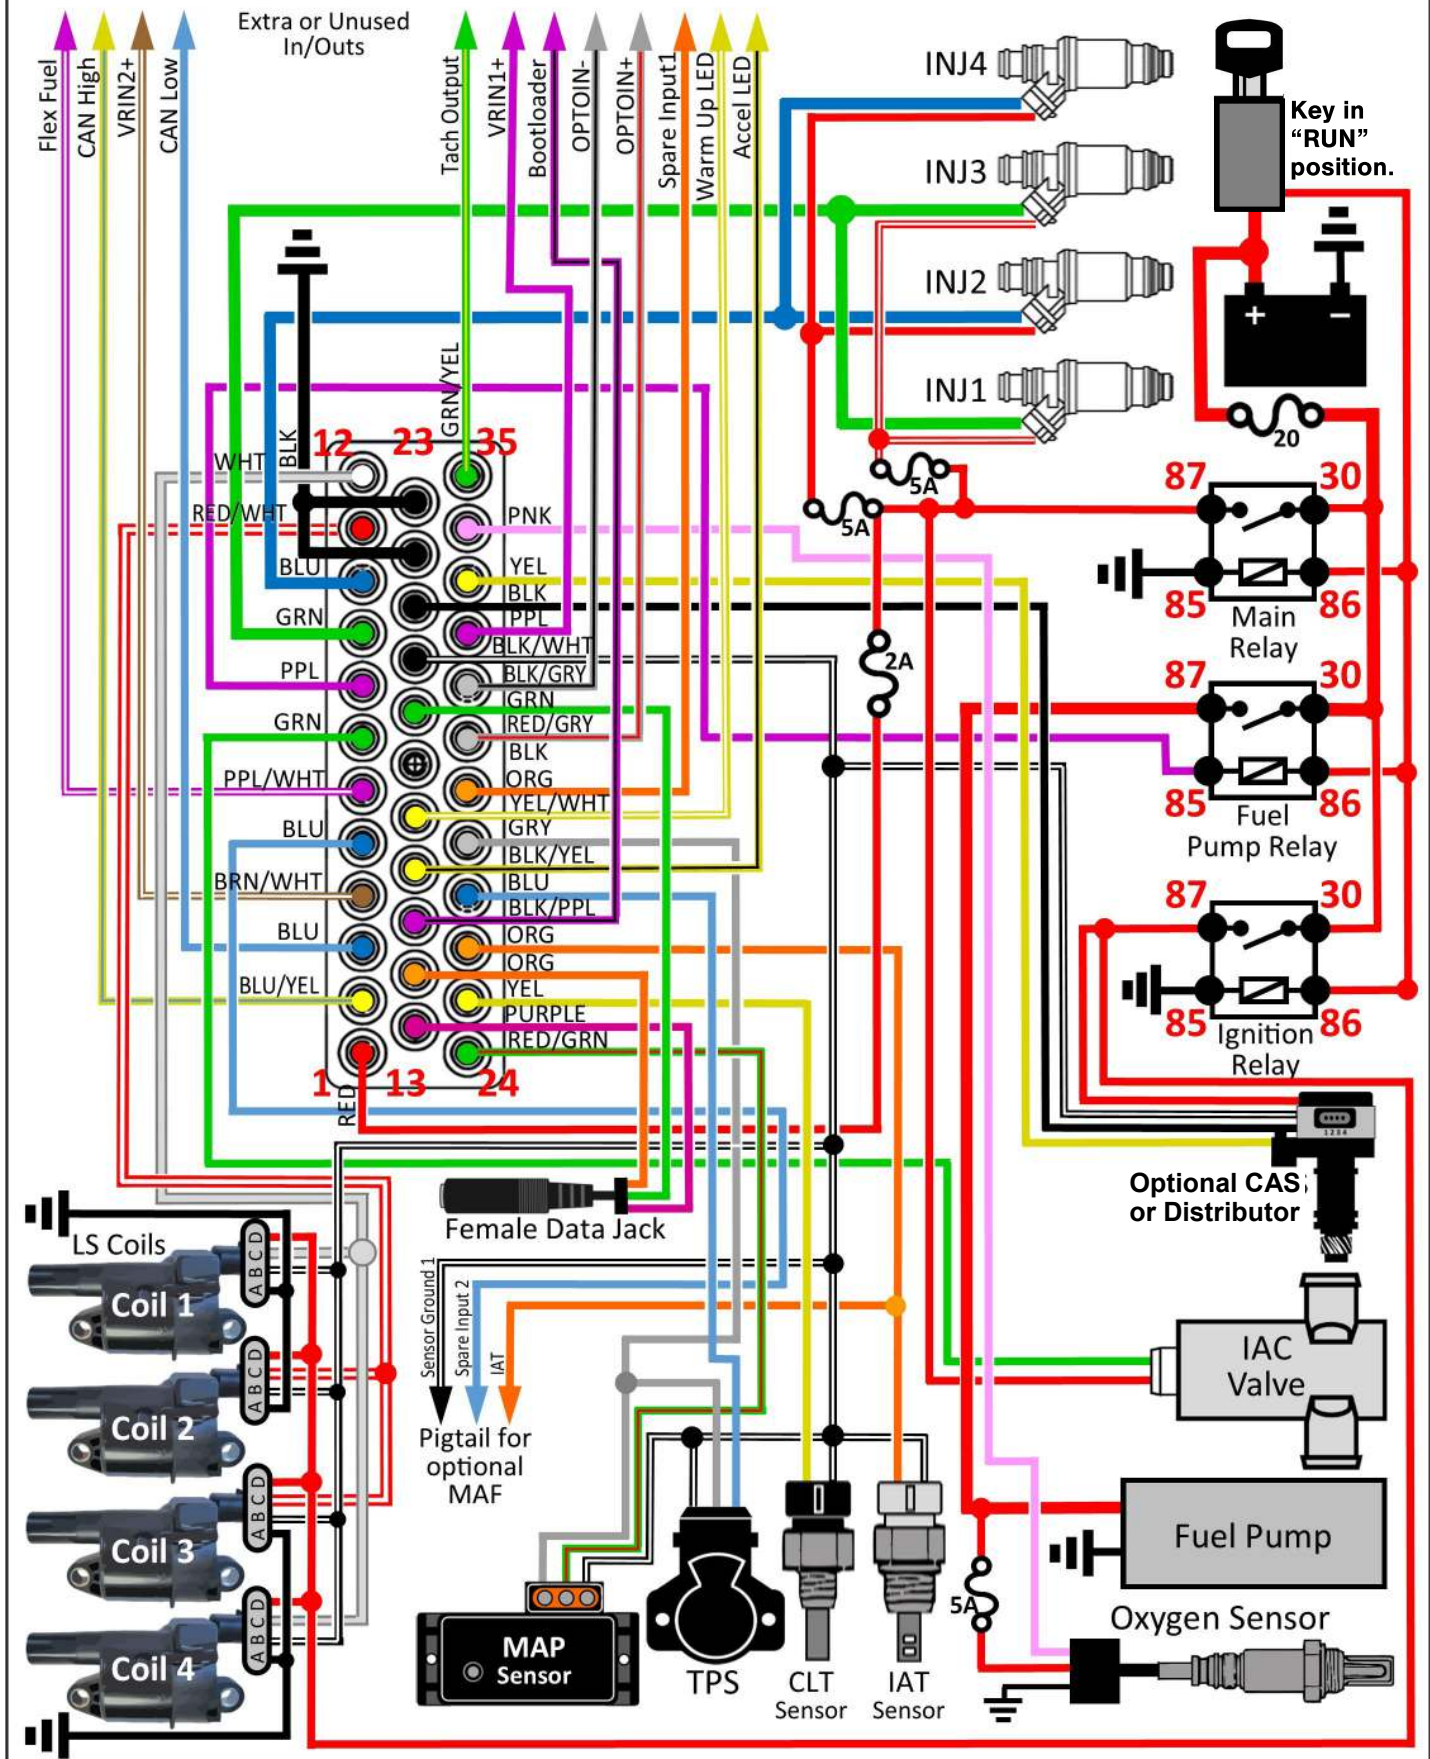 Extra or Unused
In/Outs
Flex Fuel
CAN High
VRIN2+
CAN Low
Tach Output
VRIN1+
Bootloader
OPTOIN-
OPTOIN+
Spare Input1
Warm Up LED
Accel LED
INJ4
INJ3
INJ2
INJ1
Key in
“RUN”
position.
+ −
20
5A
5A
2A
87 30
85 86
Main
Relay
87 30
85 86
Fuel
Pump Relay
87 30
85 86
Ignition
Relay
GRN/YEL
BLK
12 23 35
WHT
RED/WHT
BLU
GRN
PPL
GRN
PPL/WHT
BLU
BRN/WHT
BLU
BLU/YEL
PNK
YEL
BLK
PPL
BLK/WHT
BLK/GRY
GRN
RED/GRY
BLK
ORG
YEL/WHT
GRY
BLK/YEL
BLU
BLK/PPL
ORG
ORG
YEL
PURPLE
RED/GRN
1 13 24
RED
1234
Optional CAS
or Distributor
Female Data Jack
LS Coils
A B C D
Coil 1
A B C D
Coil 2
A B C D
Coil 3
A B C D
Coil 4
Sensor Ground 1
Spare Input 2
IAT
Pigtail for
optional
MAF
IAC
Valve
Fuel Pump
5A
Oxygen Sensor
MAP
Sensor
TPS
CLT
Sensor
IAT
Sensor